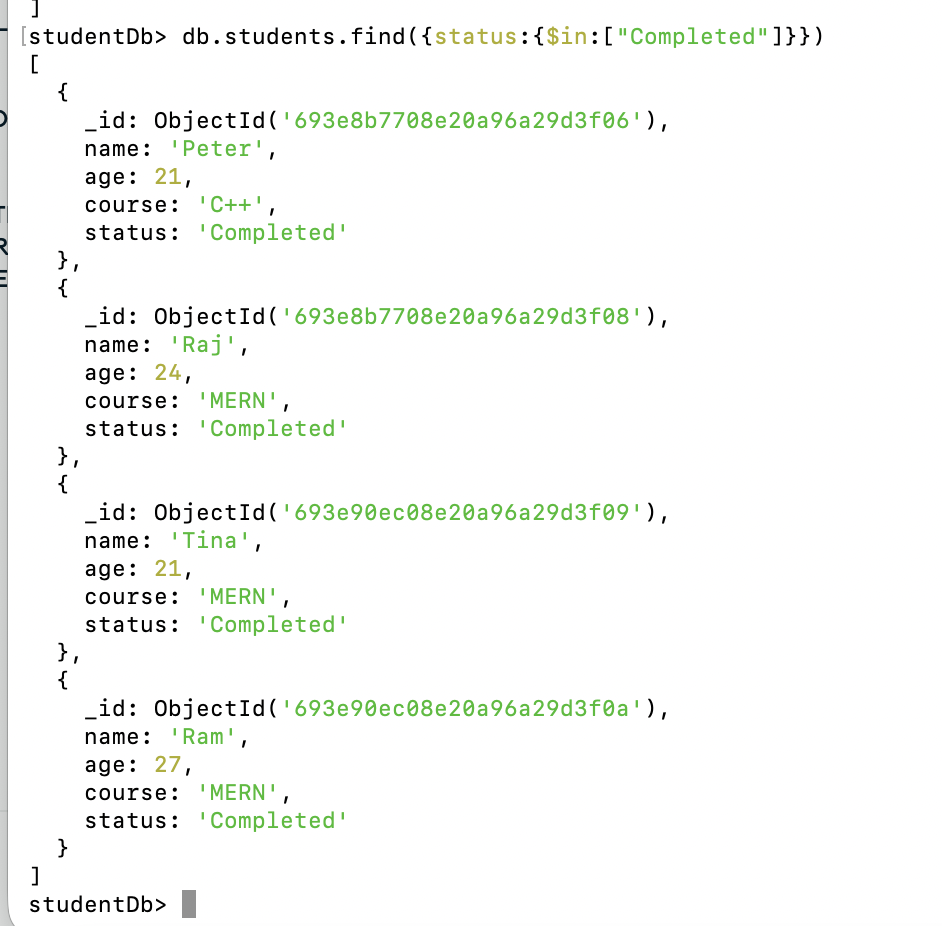 ]
[studentDb> db.students.find({status:{$in:["Completed"]}})
[
  {
    _id: ObjectId('693e8b7708e20a96a29d3f06'),
    name: 'Peter',
    age: 21,
    course: 'C++',
    status: 'Completed'
  },
  {
    _id: ObjectId('693e8b7708e20a96a29d3f08'),
    name: 'Raj',
    age: 24,
    course: 'MERN',
    status: 'Completed'
  },
  {
    _id: ObjectId('693e90ec08e20a96a29d3f09'),
    name: 'Tina',
    age: 21,
    course: 'MERN',
    status: 'Completed'
  },
  {
    _id: ObjectId('693e90ec08e20a96a29d3f0a'),
    name: 'Ram',
    age: 27,
    course: 'MERN',
    status: 'Completed'
  }
]
studentDb>